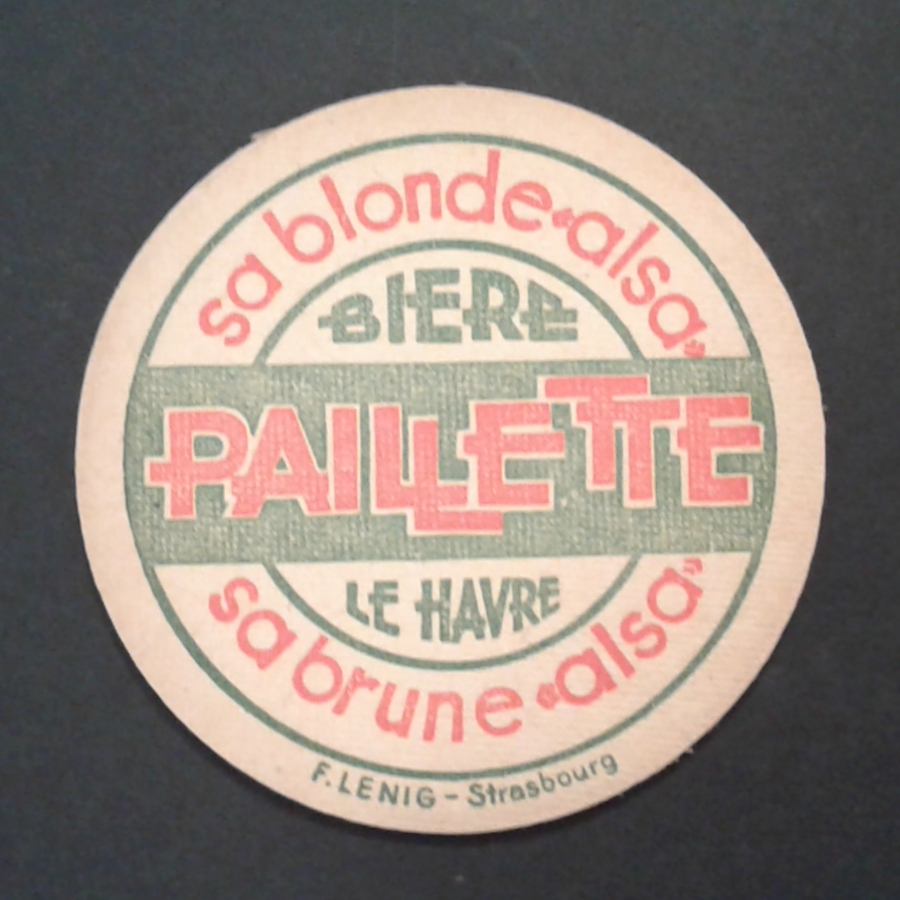 sa blonde «alsa»
BIERE
PAILLETTE
LE HAVRE
sa brune «alsa»
F. LENIG - Strasbourg